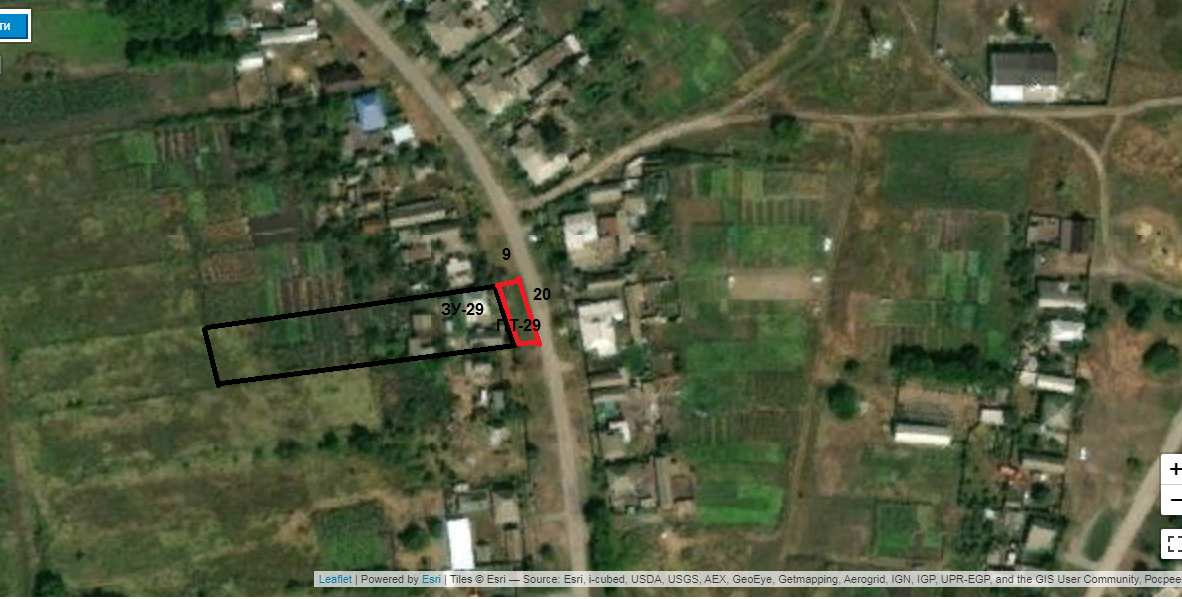 ти
9
20
ЗУ-29
ПТ-29
+
−
Leaflet | Powered by Esri | Tiles © Esri — Source: Esri, i-cubed, USDA, USGS, AEX, GeoEye, Getmapping, Aerogrid, IGN, IGP, UPR-EGP, and the GIS User Community, Росрее